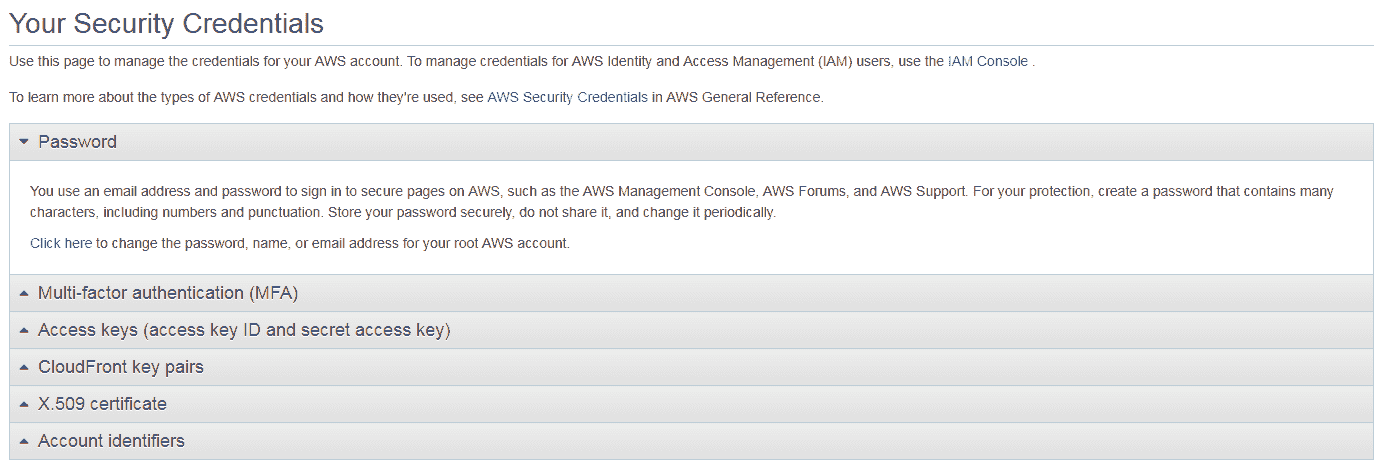 Your Security Credentials
Use this page to manage the credentials for your AWS account. To manage credentials for AWS Identity and Access Management (IAM) users, use the IAM Console .
To learn more about the types of AWS credentials and how they're used, see AWS Security Credentials in AWS General Reference.
Password
You use an email address and password to sign in to secure pages on AWS, such as the AWS Management Console, AWS Forums, and AWS Support. For your protection, create a password that contains many
characters, including numbers and punctuation. Store your password securely, do not share it, and change it periodically.
Click here to change the password, name, or email address for your root AWS account.
Multi-factor authentication (MFA)
Access keys (access key ID and secret access key)
CloudFront key pairs
X.509 certificate
Account identifiers